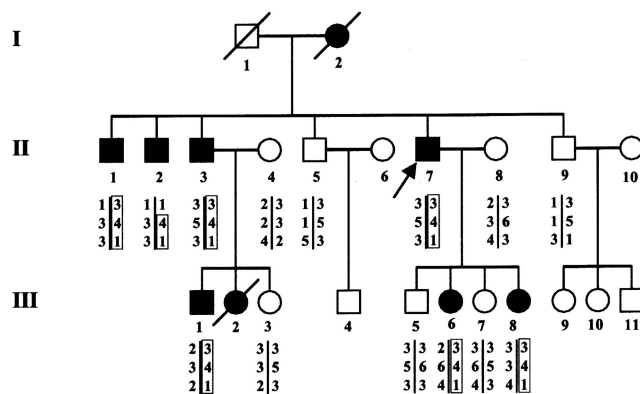 I
1 2
II
1 2 3 4 5 6 7 8 9 10
1 3 1 1 3 3 2 3 1 3 3 3 2 3 1 3
3 4 3 4 5 4 2 3 1 5 5 4 3 6 1 5
3 1 3 1 3 1 4 2 5 3 3 1 4 3 3 1
III
1 2 3 4 5 6 7 8 9 10 11
2 3 3 3 3 3 2 3 3 3 3 3
3 4 3 5 5 6 6 4 6 5 3 4
2 1 2 3 3 3 4 1 4 3 4 1